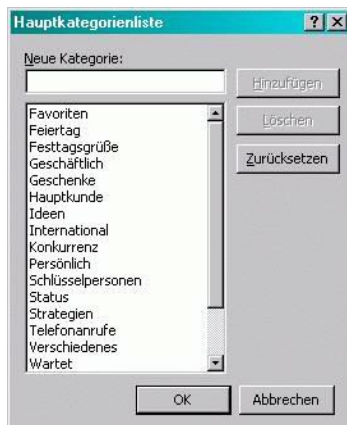 Hauptkategorienliste
Neue Kategorie:
Hinzufügen
Löschen
Zurücksetzen
Favoriten
Feiertag
Festtagsgrüße
Geschäftlich
Geschenke
Hauptkunde
Ideen
International
Konkurrenz
Persönlich
Schlüsselpersonen
Status
Strategien
Telefonanrufe
Verschiedenes
Wartet
OK
Abbrechen